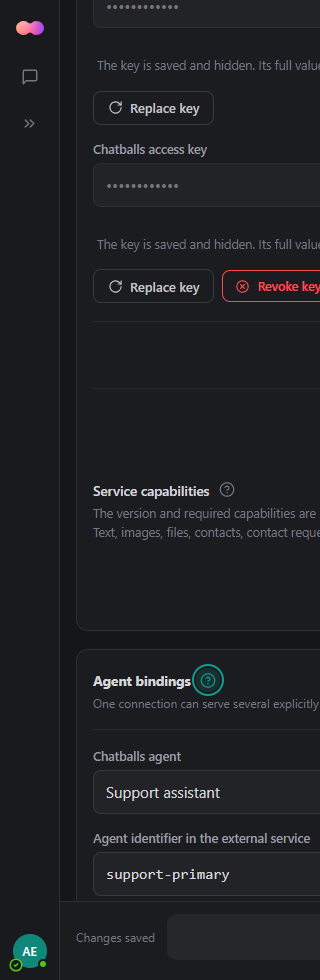 The key is saved and hidden. Its full
Replace key
Chatballs access key
The key is saved and hidden. Its full
Replace key
Revoke key
Service capabilities
The version and required capabilities are
Text, images, files, contacts, contact
Agent bindings
One connection can serve several explicitly
Chatballs agent
Support assistant
Agent identifier in the external service
support-primary
Changes saved
AE